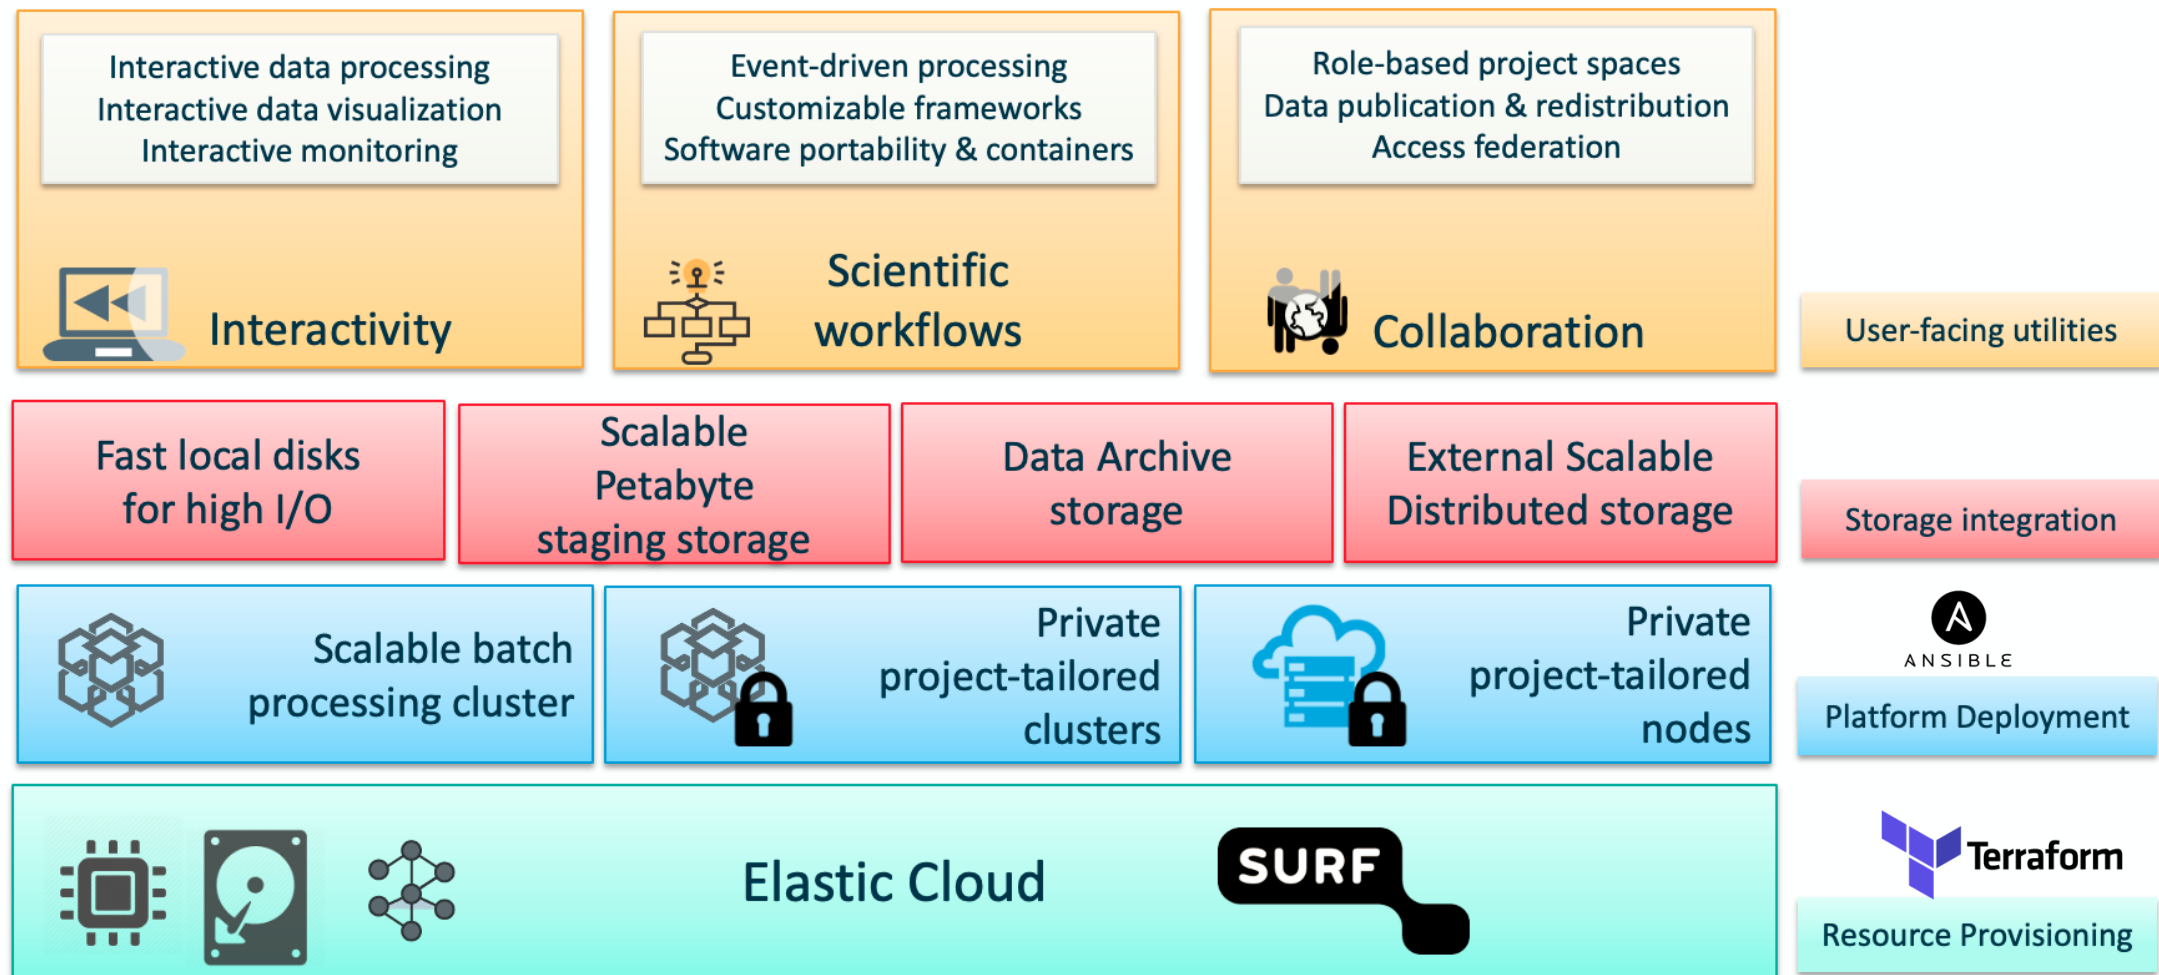 Interactive data processing
Interactive data visualization
Interactive monitoring
Interactivity
Event-driven processing
Customizable frameworks
Software portability & containers
Scientific
workflows
Role-based project spaces
Data publication & redistribution
Access federation
Collaboration
User-facing utilities
Fast local disks
for high I/O
Scalable
Petabyte
staging storage
Data Archive
storage
External Scalable
Distributed storage
Storage integration
Scalable batch
processing cluster
Private
project-tailored
clusters
Private
project-tailored
nodes
A
ANSIBLE
Platform Deployment
Elastic Cloud
SURF
Terraform
Resource Provisioning